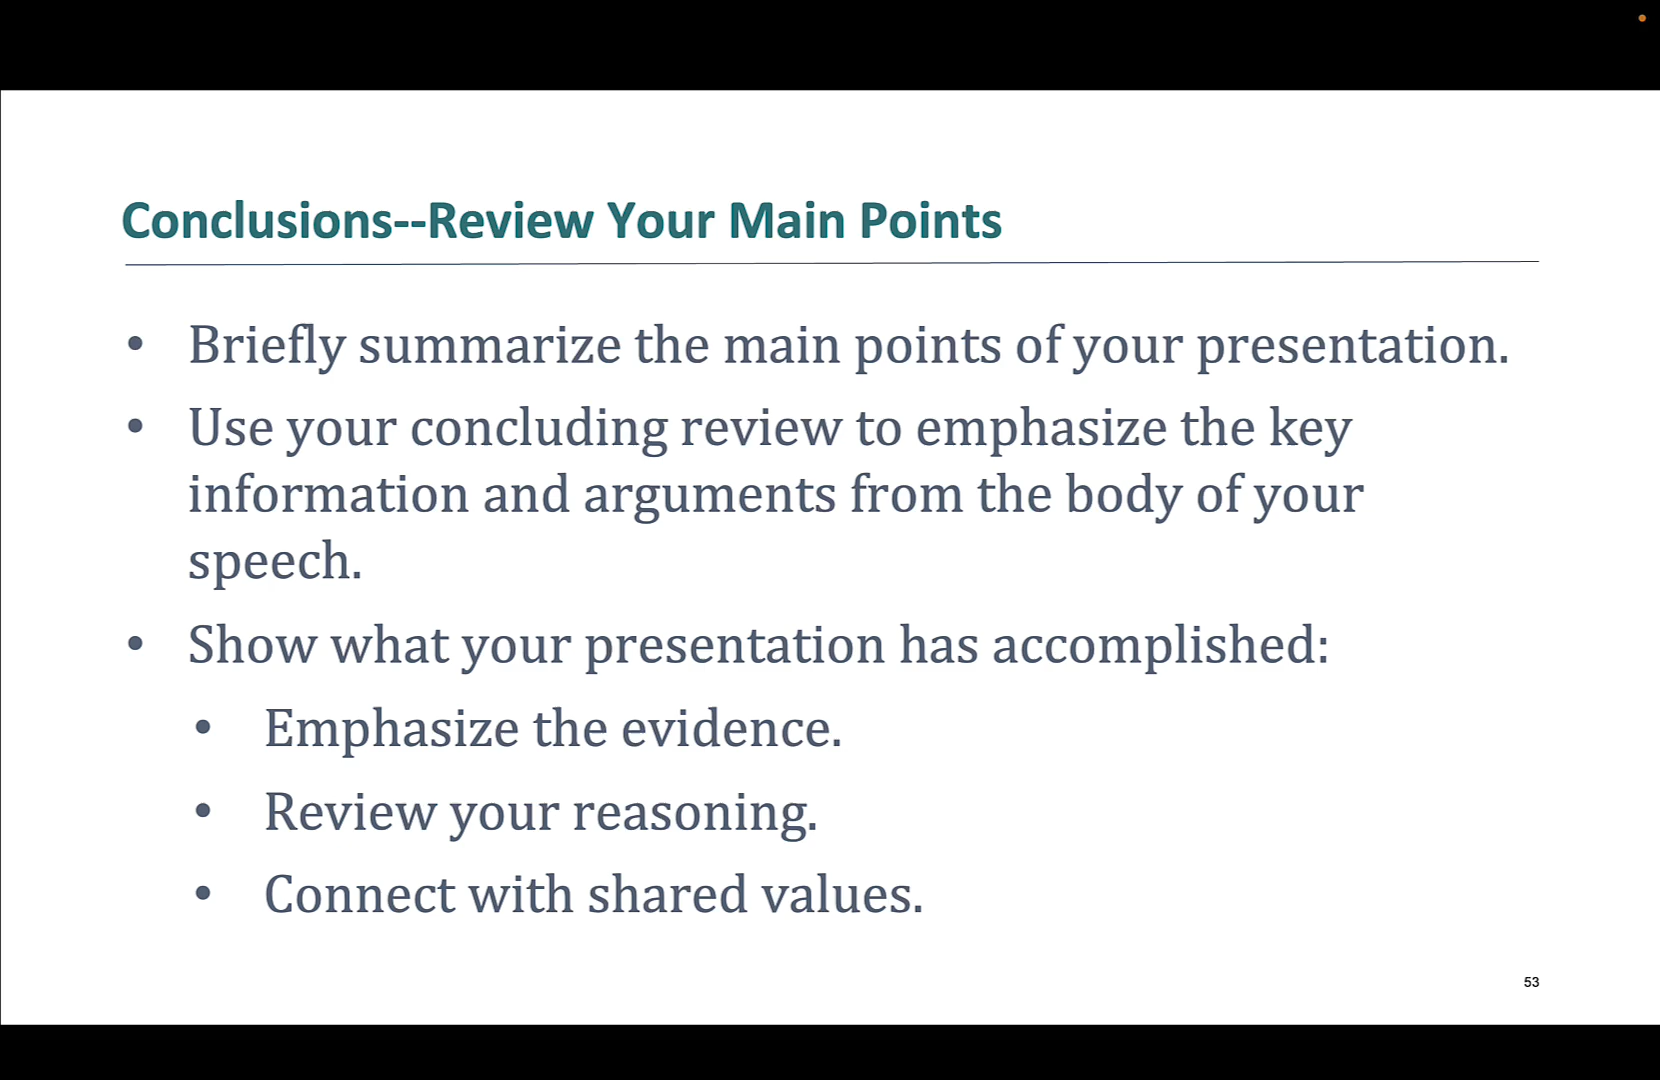 Conclusions--Review Your Main Points
• Briefly summarize the main points of your presentation.
• Use your concluding review to emphasize the key
information and arguments from the body of your
speech.
• Show what your presentation has accomplished:
• Emphasize the evidence.
• Review your reasoning.
• Connect with shared values.
53